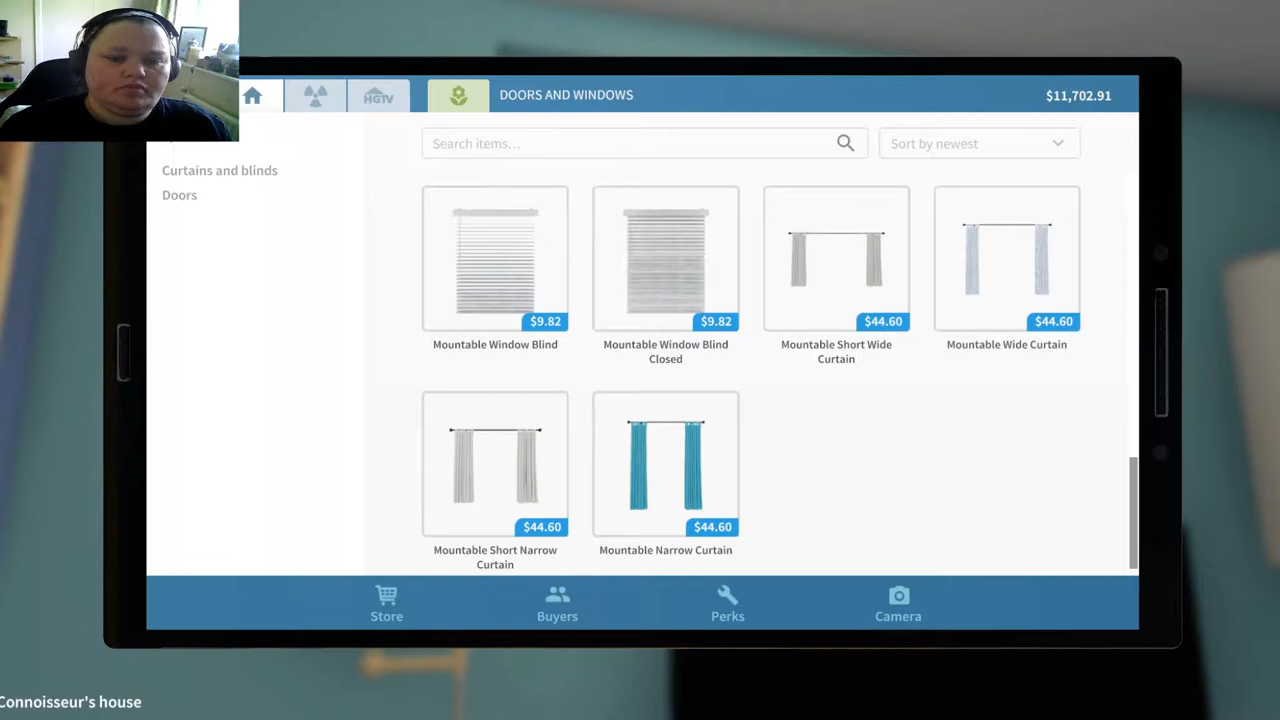 HGTV
DOORS AND WINDOWS
$11,702.91
Search items...
Sort by newest
Curtains and blinds
Doors
$9.82
$9.82
$44.60
$44.60
Mountable Window Blind
Mountable Window Blind
Closed
Mountable Short Wide
Curtain
Mountable Wide Curtain
$44.60
$44.60
Mountable Short Narrow
Curtain
Mountable Narrow Curtain
Store
Buyers
Perks
Camera
Connoisseur's house